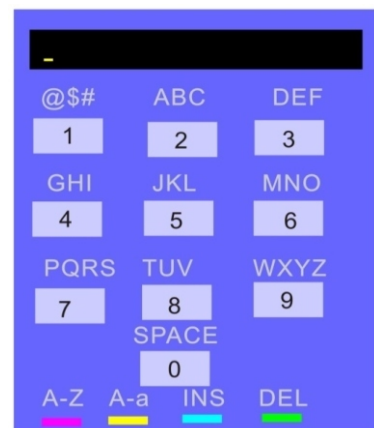 _
@$# ABC DEF
1 2 3
GHI JKL MNO
4 5 6
PQRS TUV WXYZ
7 8 9
SPACE
0
A-Z A-a INS DEL